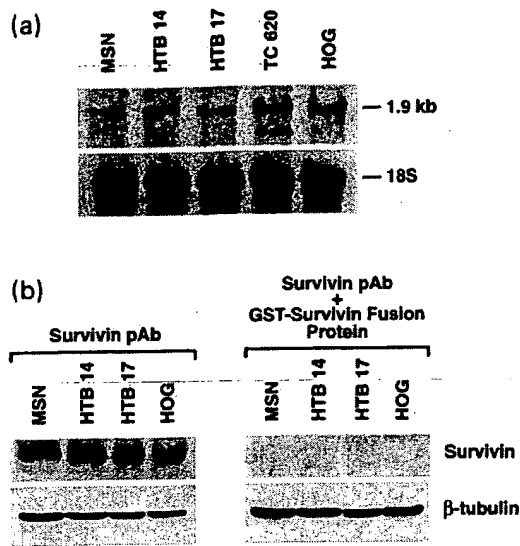 (a)
MSN HTB 14 HTB 17 TC 620 HOG
1.9 kb
18S
(b)
Survivin pAb
Survivin pAb
+
GST-Survivin Fusion
Protein
MSN HTB 14 HTB 17 HOG
MSN HTB 14 HTB 17 HOG
Survivin
β-tubulin